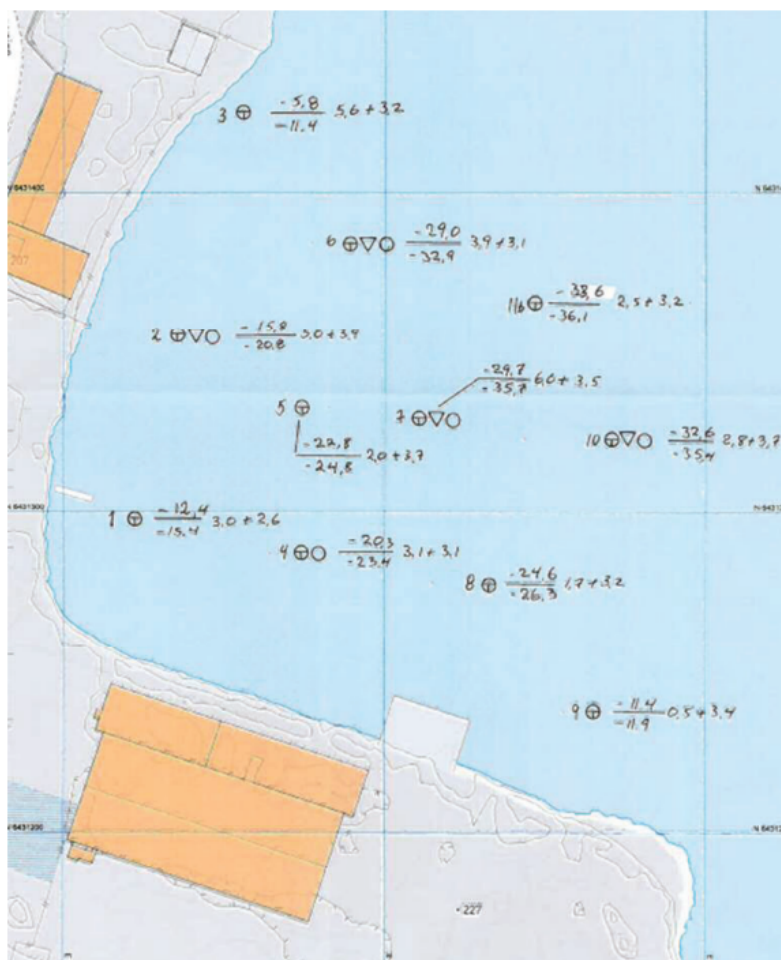 3 -5,8 5,6 + 3,2
-11,4
N 6431400
6 -29,0 3,9 + 3,1
-32,9
207
11b -33,6 2,5 + 3,2
-36,1
2 -15,8
-20,8
-29,7 6,0 + 3,5
-35,7
5
7
10 -32,6 2,8 + 3,7
-35,4
-22,8 2,0 + 3,7
-24,8
N 6431300
1 -12,4 3,0 + 2,6
-15,4
4 -20,3 3,1 + 3,1
-23,4
8 -24,6 1,7 + 3,2
-26,3
9 -11,4 0,5 + 3,4
-11,9
N 6431200
227